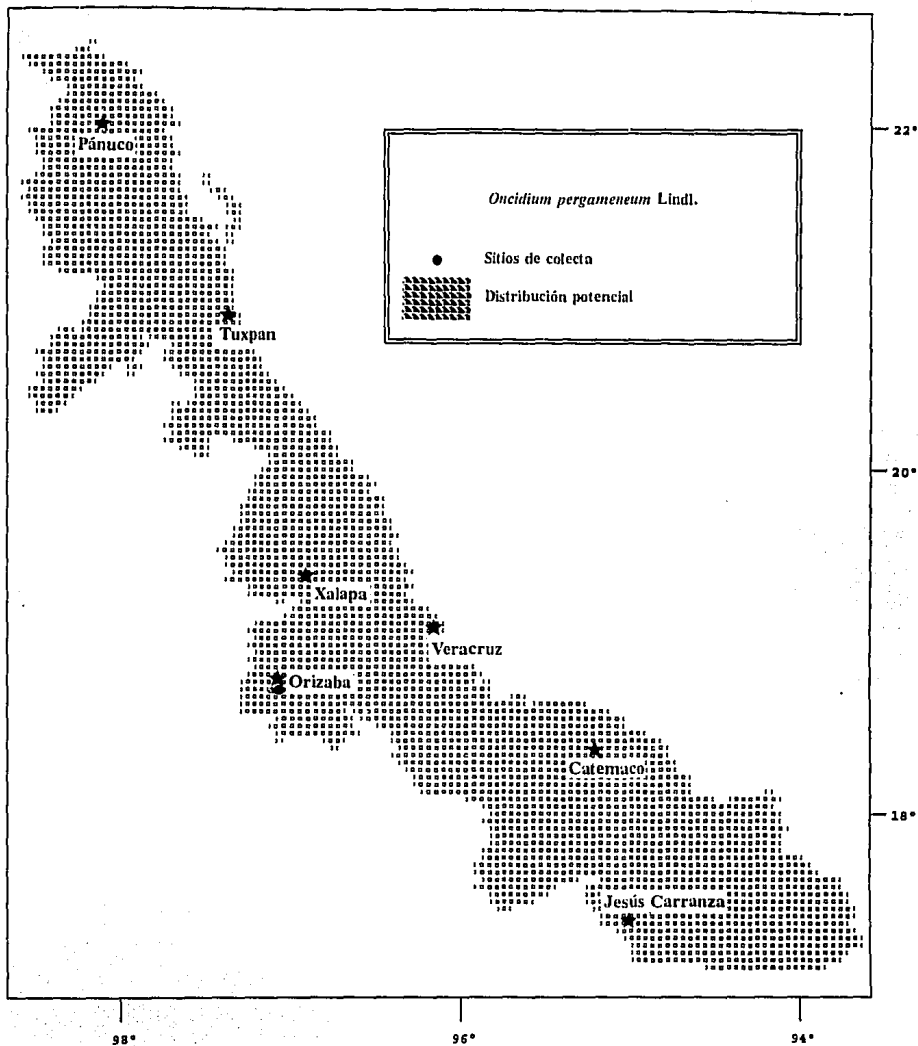 22°
Pánuco
Oncidium pergameneum Lindl.
Sitios de colecta
Distribución potencial
Tuxpan
20°
Xalapa
Veracruz
Orizaba
Catemaco
18°
Jesús Carranza
98°
96°
94°